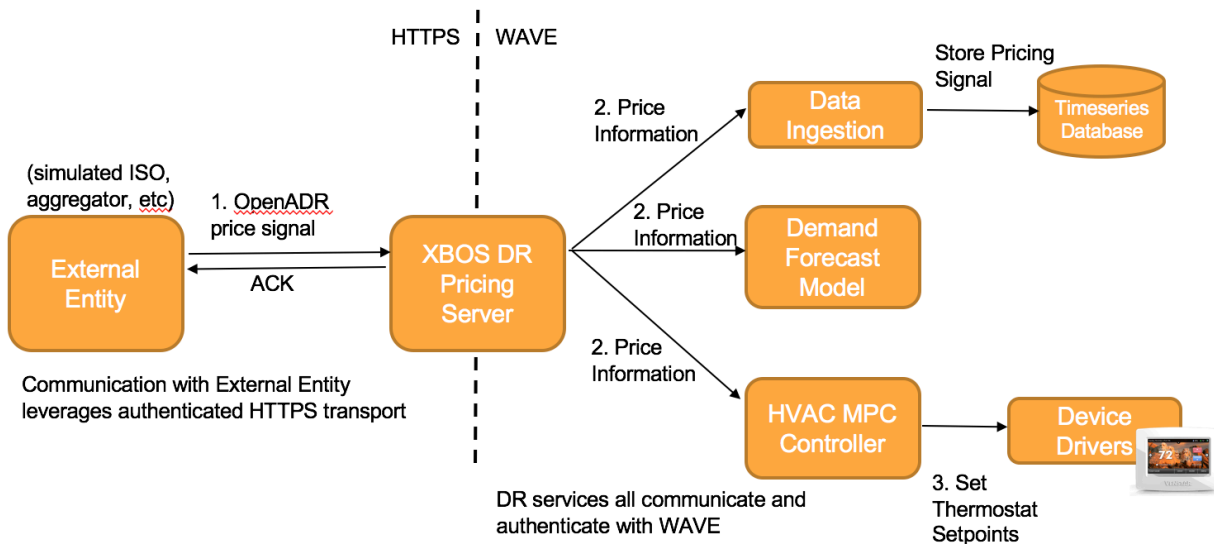 HTTPS
WAVE
Store Pricing
Signal
Data
Ingestion
Timeseries
Database
2. Price
Information
(simulated ISO,
aggregator, etc)
1. OpenADR
price signal
External
Entity
ACK
XBOS DR
Pricing
Server
2. Price
Information
Demand
Forecast
Model
2. Price
Information
Communication with External Entity
leverages authenticated HTTPS transport
HVAC MPC
Controller
Device
Drivers
72
DR services all communicate and
authenticate with WAVE
3. Set
Thermostat
Setpoints